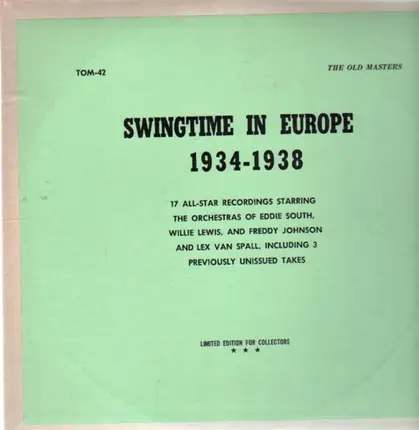 TOM-42
THE OLD MASTERS
SWINGTIME IN EUROPE
1934-1938
17 ALL-STAR RECORDINGS STARRING
THE ORCHESTRAS OF EDDIE SOUTH,
WILLIE LEWIS, AND FREDDY JOHNSON
AND LEX VAN SPALL, INCLUDING 3
PREVIOUSLY UNISSUED TAKES
LIMITED EDITION FOR COLLECTORS
★ ★ ★